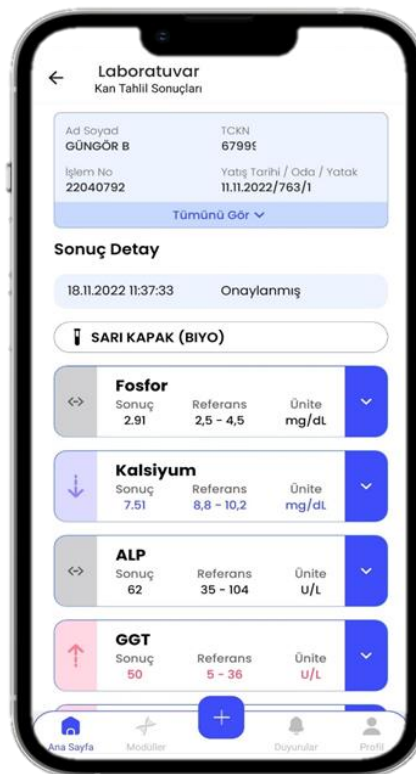 Laboratuvar
Kan Tahlil Sonuçları
Ad Soyad TCKN
GÜNGÖR B 6799
İşlem No Yatış Tarihi / Oda / Yatak
22040792 11.11.2022/763/1
Tümünü Gör
Sonuç Detay
18.11.2022 11:37:33 Onaylanmış
SARI KAPAK (BIYO)
Fosfor
Sonuç Referans Ünite
2.91 2,5 - 4,5 mg/dL
Kalsiyum
Sonuç Referans Ünite
7.51 8,8 - 10,2 mg/dL
ALP
Sonuç Referans Ünite
62 35 - 104 U/L
GGT
Sonuç Referans Ünite
50 5 - 36 U/L
Ana Sayfa Modüller Duyurular Profil